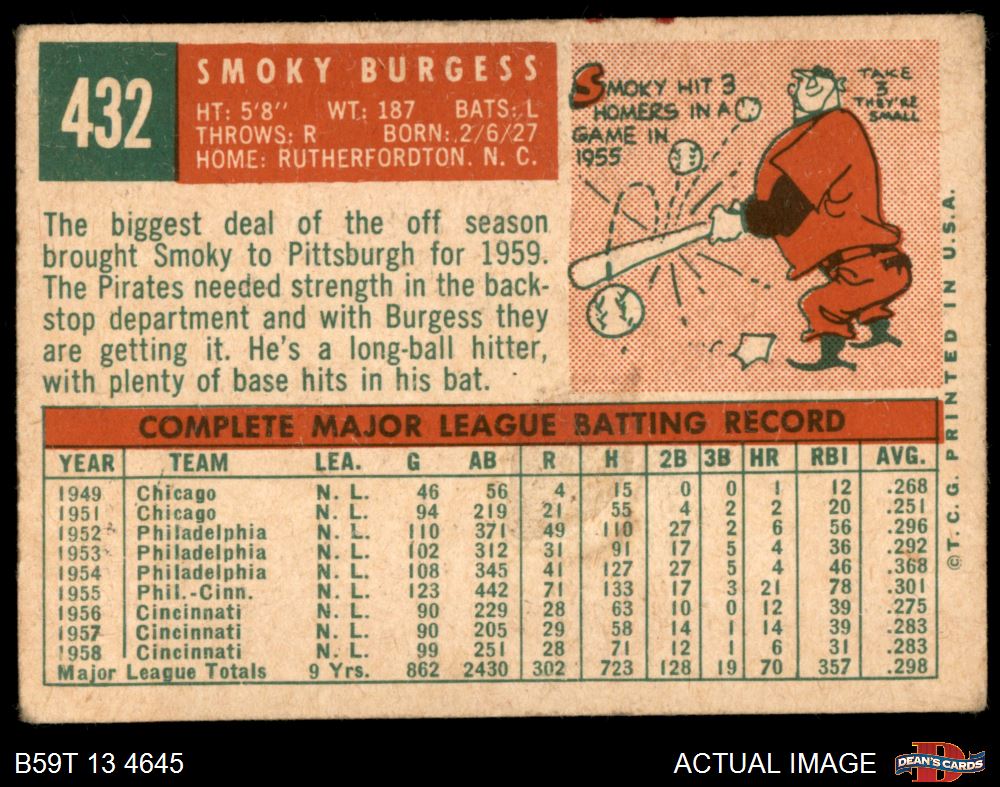 432
SMOKY BURGESS
HT: 5'8" WT: 187 BATS: L
THROWS: R BORN: 2/6/27
HOME: RUTHERFORDTON, N. C.
SMOKY HIT 3
HOMERS IN A
GAME IN
1955
TAKE
3
THEY'RE
SMALL
The biggest deal of the off season
brought Smoky to Pittsburgh for 1959.
The Pirates needed strength in the back-
stop department and with Burgess they
are getting it. He's a long-ball hitter,
with plenty of base hits in his bat.
COMPLETE MAJOR LEAGUE BATTING RECORD
YEAR TEAM LEA. G AB R H 2B 3B HR RBI AVG.
1949 Chicago N. L. 46 56 4 15 0 0 1 12 .268
1951 Chicago N. L. 94 219 21 55 4 2 2 20 .251
1952 Philadelphia N. L. 110 371 49 110 27 2 6 56 .296
1953 Philadelphia N. L. 102 312 31 91 17 5 4 36 .292
1954 Philadelphia N. L. 108 345 41 127 27 5 4 46 .368
1955 Phil.-Cinn. N. L. 123 442 71 133 17 3 21 78 .301
1956 Cincinnati N. L. 90 229 28 63 10 0 12 39 .275
1957 Cincinnati N. L. 90 205 29 58 14 1 14 39 .283
1958 Cincinnati N. L. 99 251 28 71 12 1 6 31 .283
Major League Totals 9 Yrs. 862 2430 302 723 128 19 70 357 .298
© T. C. G. PRINTED IN U.S.A.
B59T 13 4645
ACTUAL IMAGE
D
DEAN'S CARDS